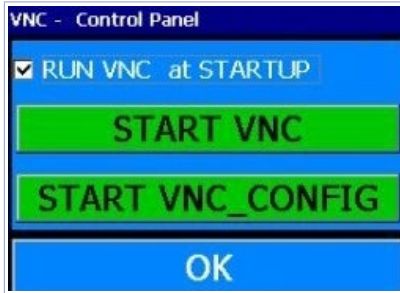 VNC - Control Panel
RUN VNC at STARTUP
START VNC
START VNC_CONFIG
OK